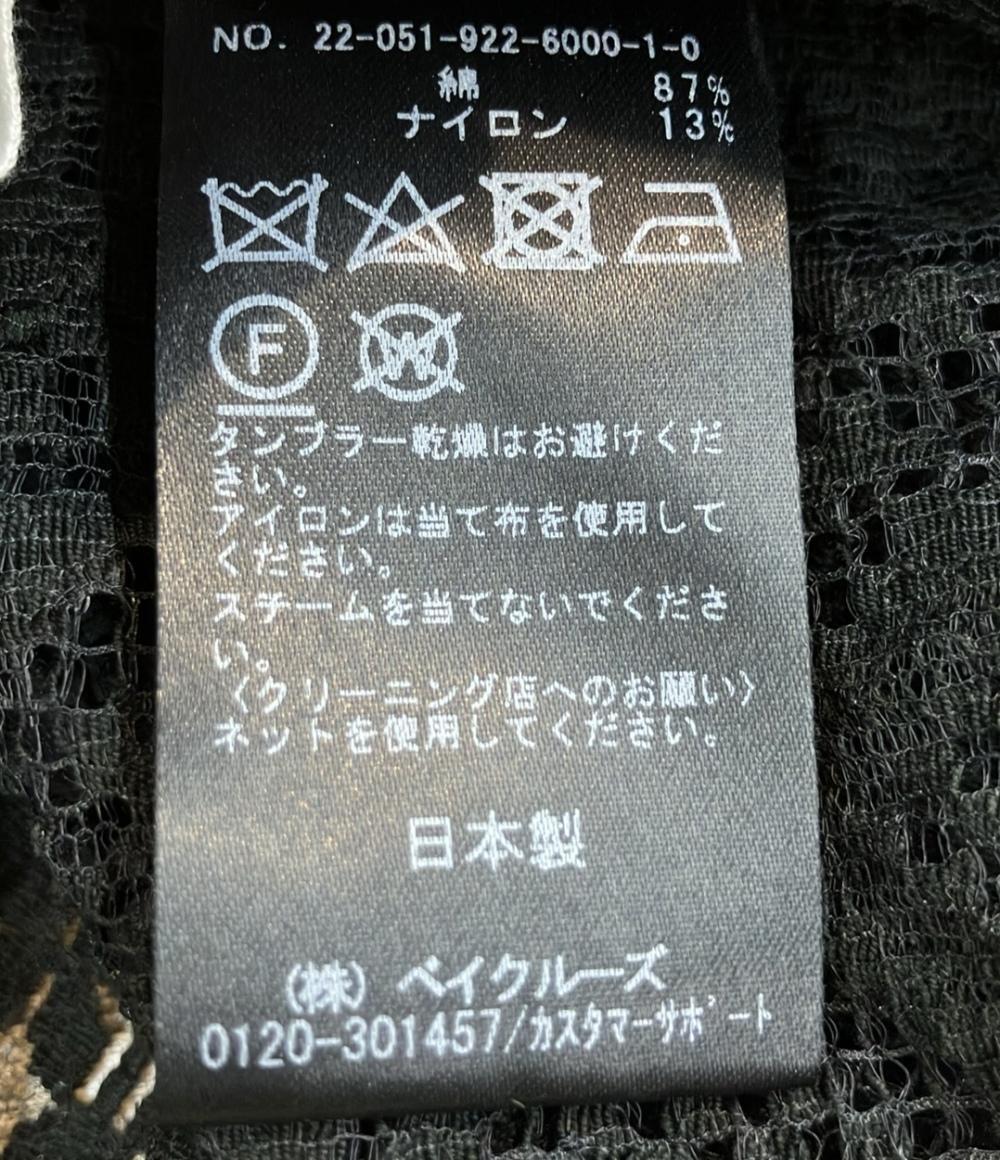 NO. 22-051-922-6000-1-0
綿 87%
ナイロン 13%
F
W
タンブラー乾燥はお避けくだ
さい。
アイロンは当て布を使用して
ください。
スチームを当てないでくださ
い。
〈クリーニング店へのお願い〉
ネットを使用してください。
日本製
(株) ベイクルーズ
0120-301457/カスタマーサポート